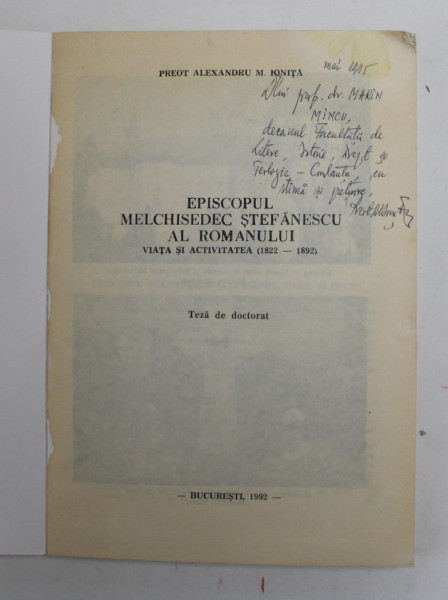 PREOT ALEXANDRU M. IONIȚĂ
mai 1995
Dlui prof. dr. MARIN
MINCU,
decanul Facultății de
Litere, Istorie, Drept și
Teologie – Constanța, cu
stimă și prețuire,
EPISCOPUL
MELCHISEDEC ȘTEFĂNESCU
AL ROMANULUI
VIAȚA ȘI ACTIVITATEA (1822 — 1892)
Teză de doctorat
— BUCUREȘTI, 1992 —